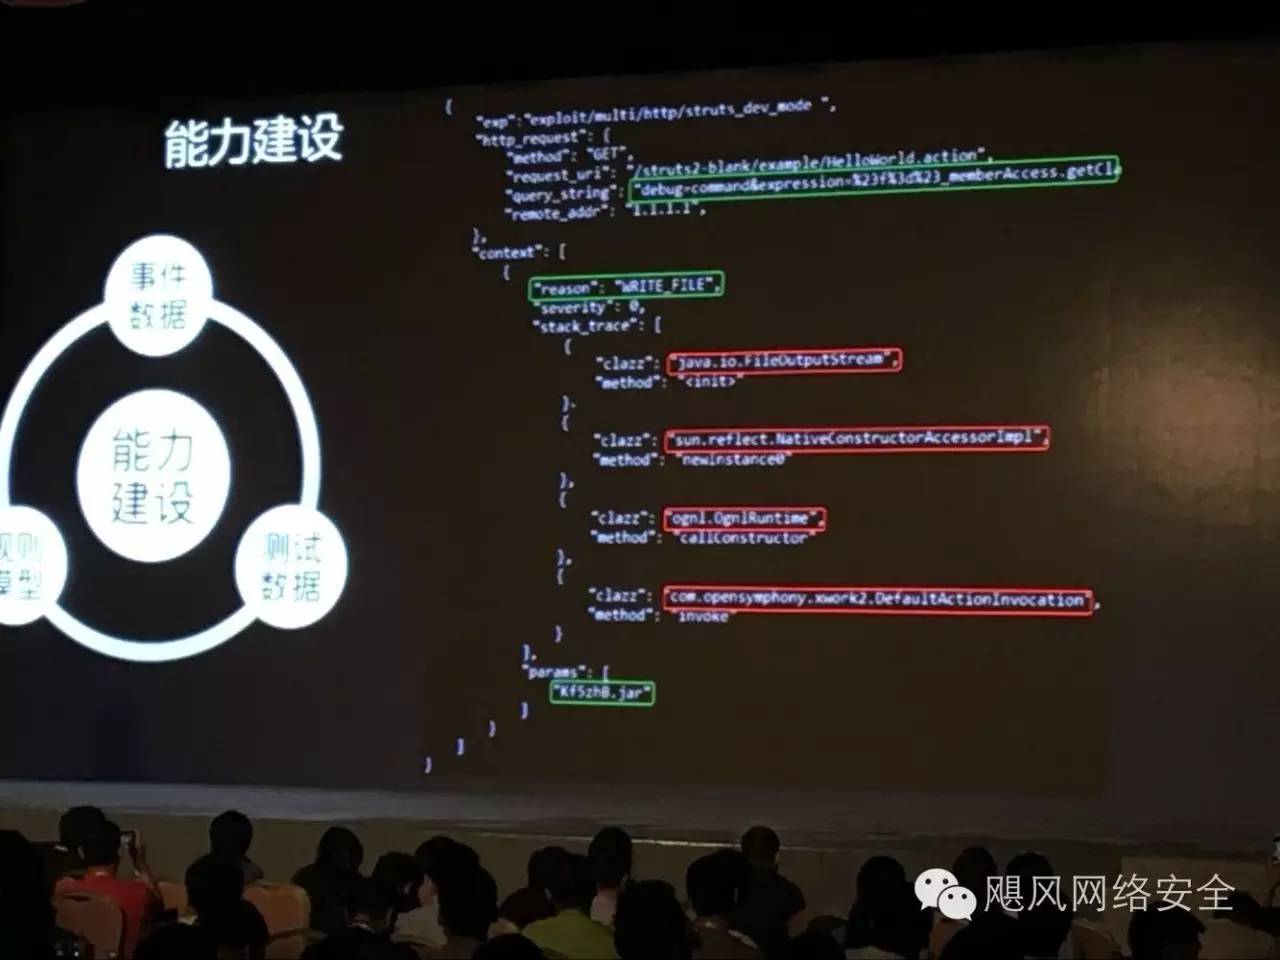 能力建设
事件
数据
能力
建设
规则
模型
测试
数据
{
"exp":"exploit/multi/http/struts_dev_mode ",
"http_request": {
"method": "GET",
"request_uri": "/struts2-blank/example/HelloWorld.action",
"query_string": "debug=command&expression=%23f%3d%23_memberAccess.getCl
"remote_addr": "1.1.1.1",
},
"context": [
{
"reason": "WRITE_FILE",
"severity": 0,
"stack_trace": [
{
"clazz": "java.io.FileOutputStream",
"method": "<init>"
},
{
"clazz": "sun.reflect.NativeConstructorAccessorImpl",
"method": "newInstance0"
},
{
"clazz": "ognl.OgnlRuntime",
"method": "callConstructor"
},
{
"clazz": "com.opensymphony.xwork2.DefaultActionInvocation",
"method": "invoke"
}
],
"params": [
"KfSzhB.jar"
]
}
]
}
飓风网络安全